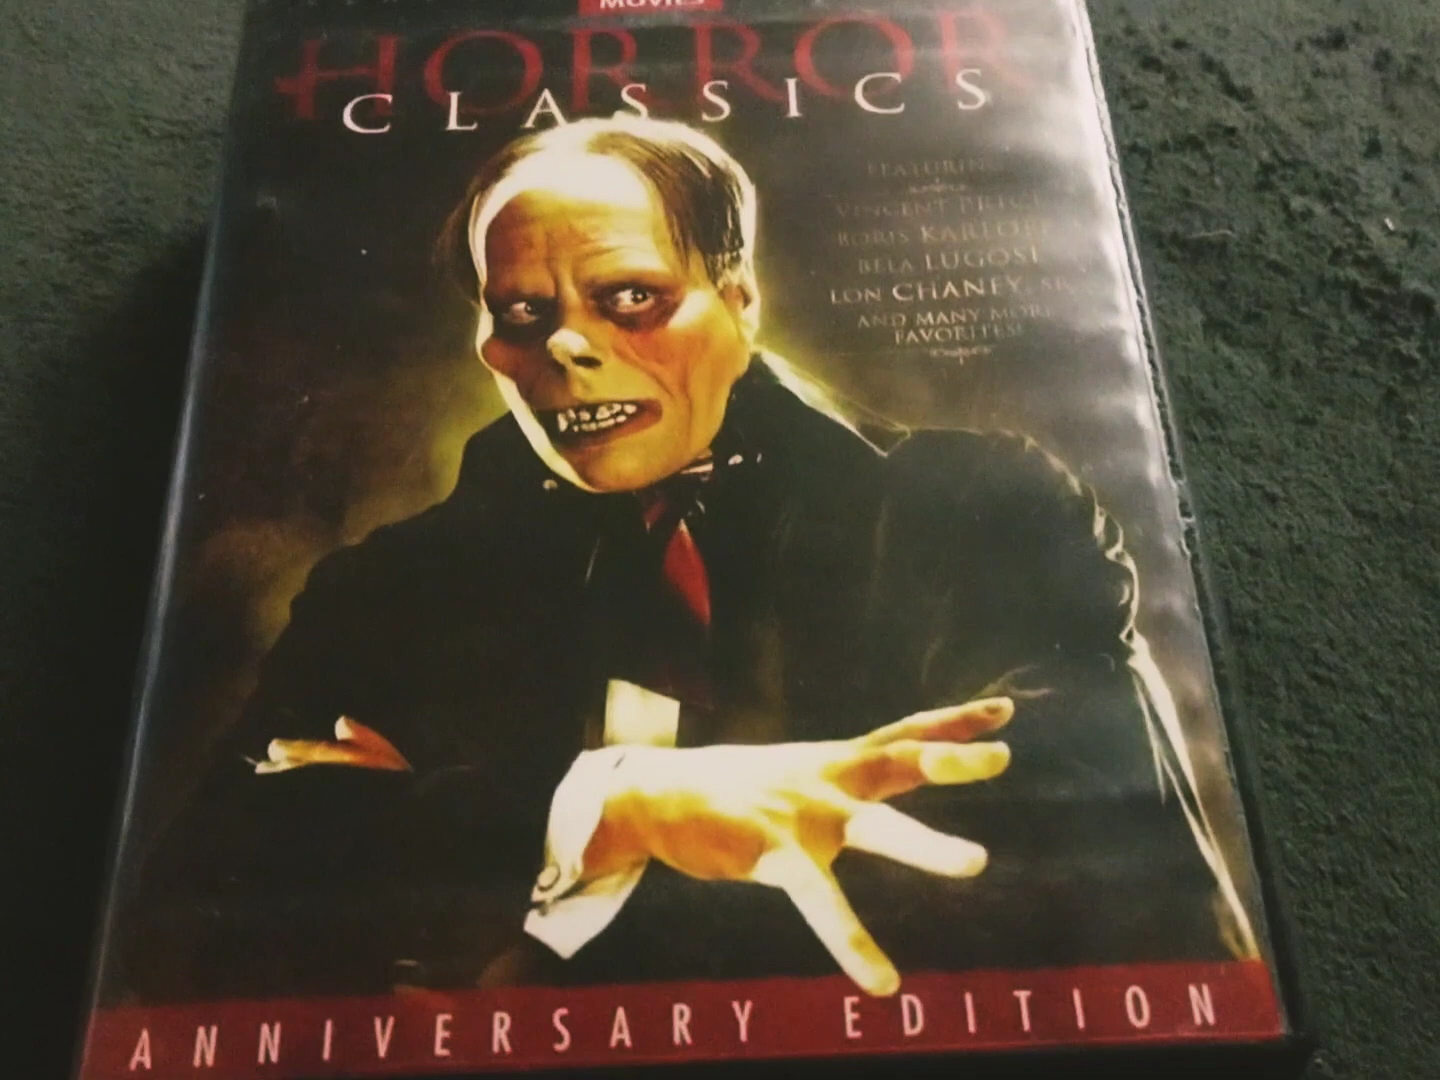 MOVIES
HORROR
CLASSICS
FEATURING
VINCENT PRICE
BORIS KARLOFF
BELA LUGOSI
LON CHANEY, SR.
AND MANY MORE
FAVORITES!
ANNIVERSARY EDITION